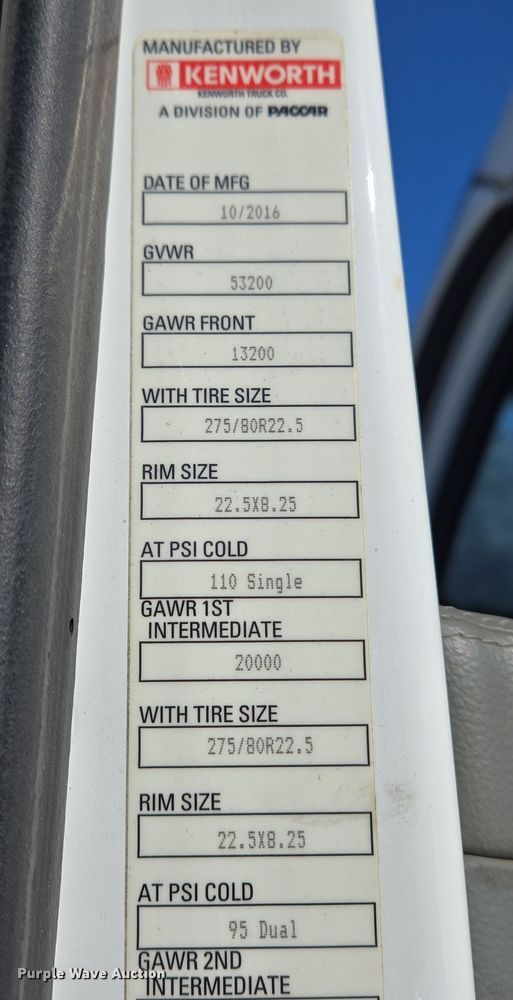 MANUFACTURED BY
KENWORTH
KENWORTH TRUCK CO.
A DIVISION OF PACCAR
DATE OF MFG
10/2016
GVWR
53200
GAWR FRONT
13200
WITH TIRE SIZE
275/80R22.5
RIM SIZE
22.5X8.25
AT PSI COLD
110 Single
GAWR 1ST
INTERMEDIATE
20000
WITH TIRE SIZE
275/80R22.5
RIM SIZE
22.5X8.25
AT PSI COLD
95 Dual
GAWR 2ND
INTERMEDIATE
Purple Wave Auction